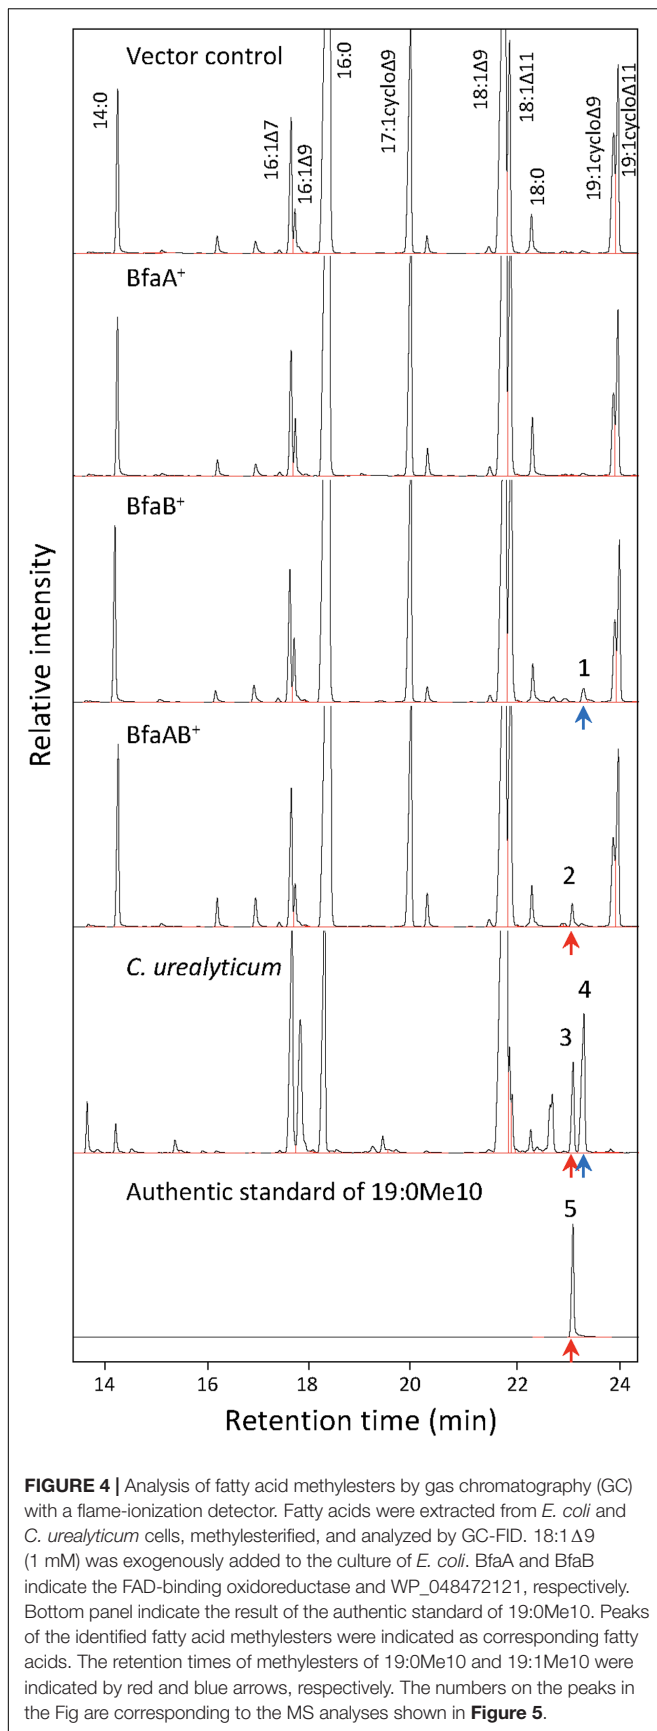 Vector control
14:0
16:1Δ7
16:1Δ9
16:0
17:1cycloΔ9
18:1Δ9
18:1Δ11
18:0
19:1cycloΔ9
19:1cycloΔ11
BfaA⁺
BfaB⁺
1
BfaAB⁺
2
C. urealyticum
3
4
Authentic standard of 19:0Me10
5
Relative intensity
14 16 18 20 22 24
Retention time (min)
FIGURE 4 | Analysis of fatty acid methylesters by gas chromatography (GC)
with a flame-ionization detector. Fatty acids were extracted from E. coli and
C. urealyticum cells, methylesterified, and analyzed by GC-FID. 18:1Δ9
(1 mM) was exogenously added to the culture of E. coli. BfaA and BfaB
indicate the FAD-binding oxidoreductase and WP_048472121, respectively.
Bottom panel indicate the result of the authentic standard of 19:0Me10. Peaks
of the identified fatty acid methylesters were indicated as corresponding fatty
acids. The retention times of methylesters of 19:0Me10 and 19:1Me10 were
indicated by red and blue arrows, respectively. The numbers on the peaks in
the Fig are corresponding to the MS analyses shown in Figure 5.